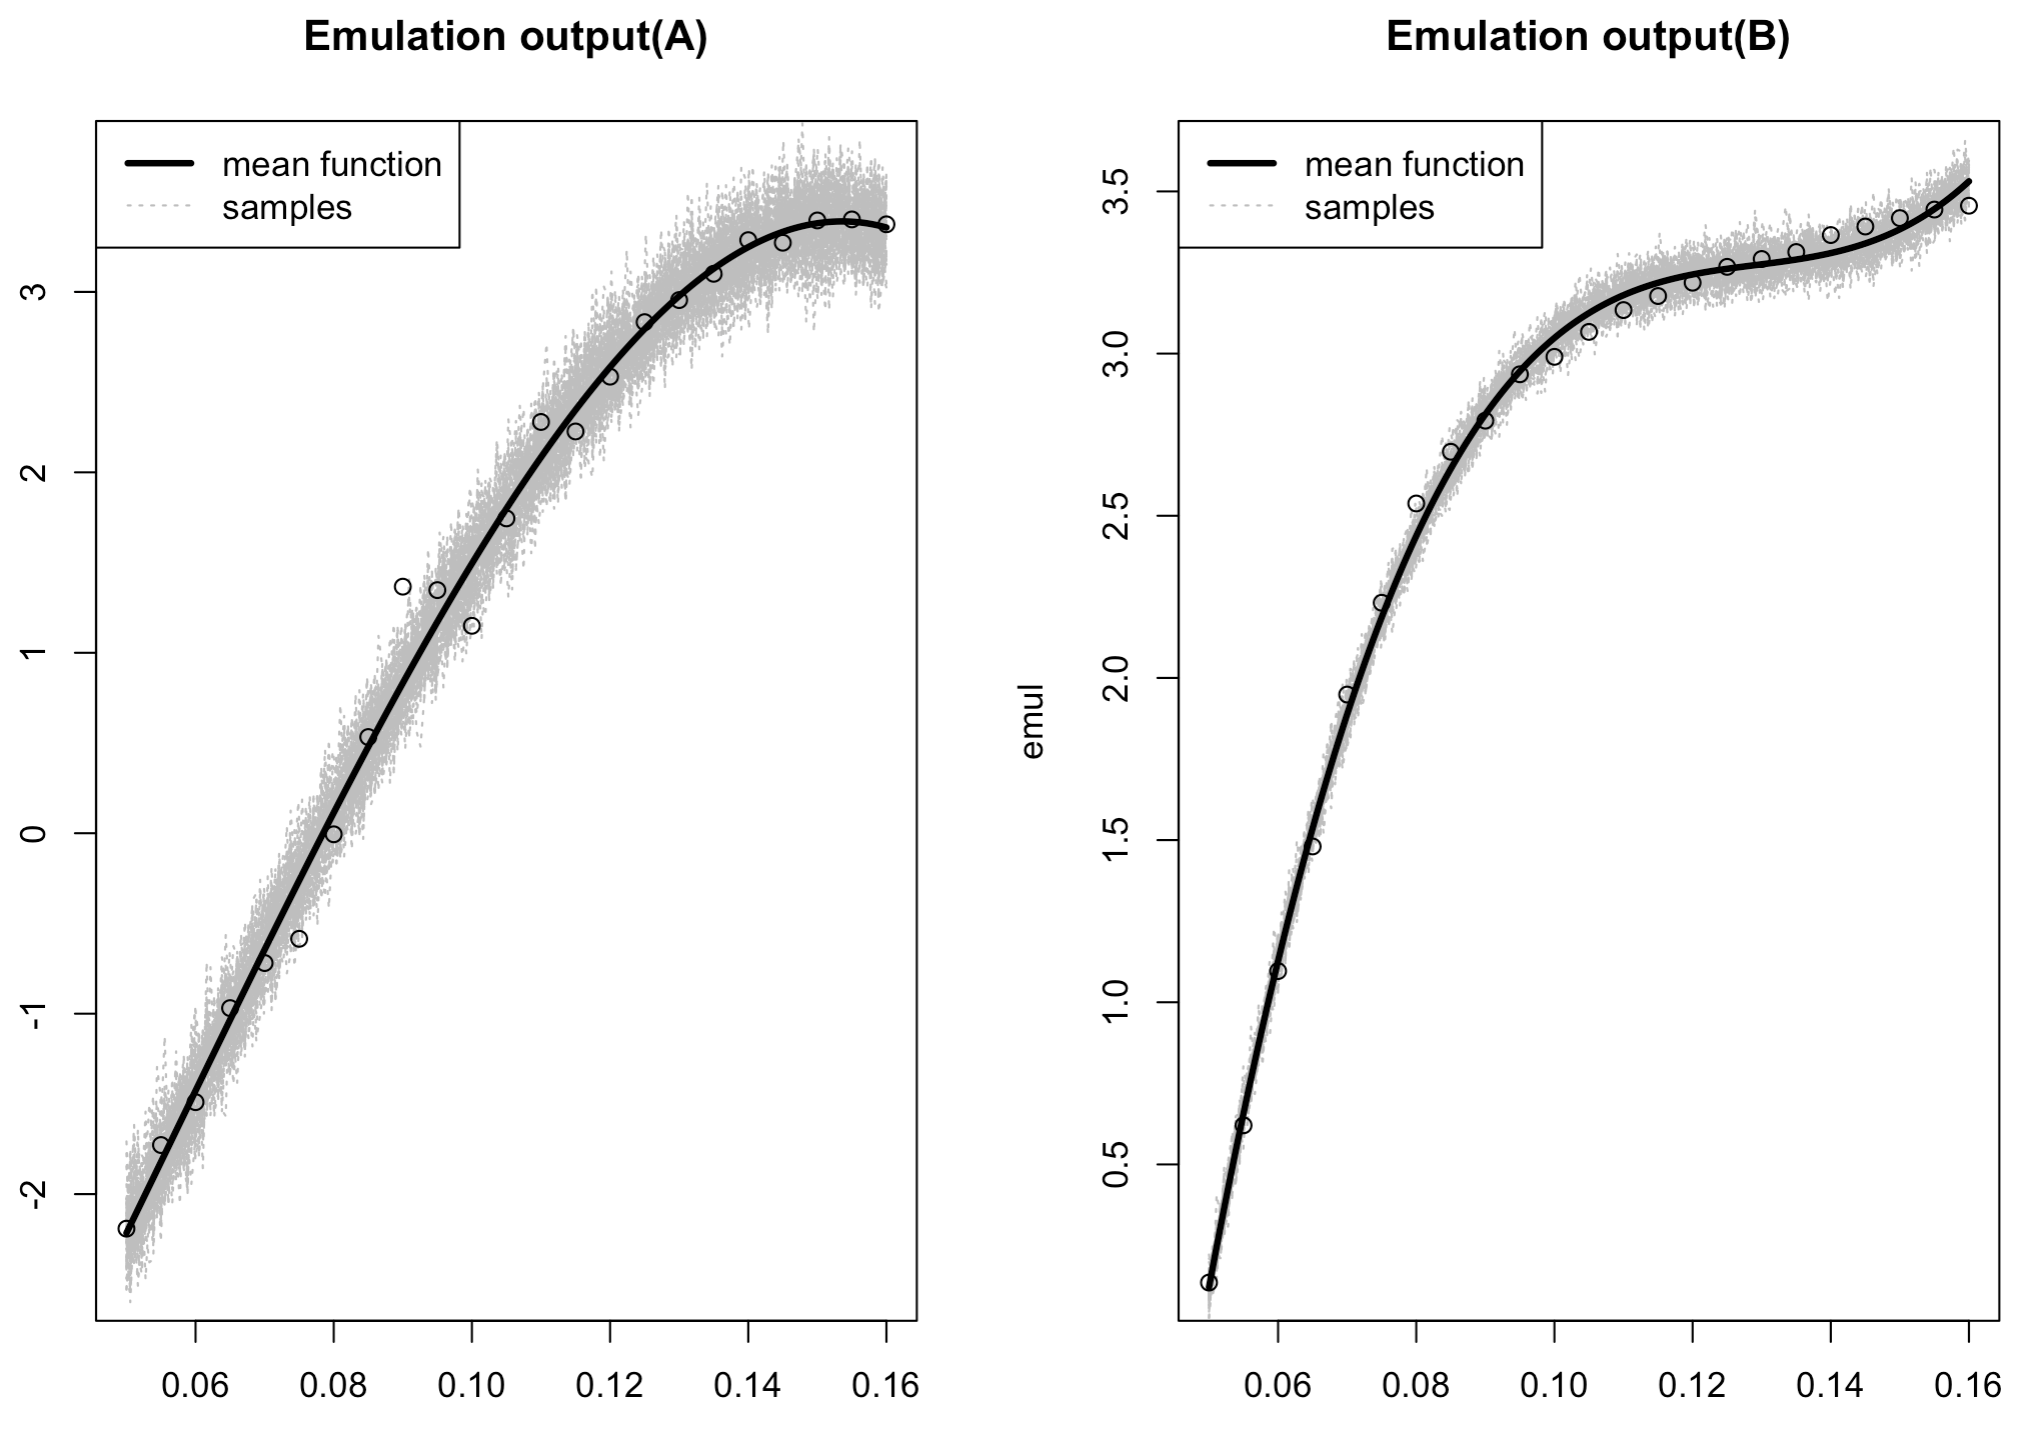 Emulation output(A)
mean function
samples
3
2
1
0
-1
-2
0.06 0.08 0.10 0.12 0.14 0.16
Emulation output(B)
mean function
samples
emul
3.5
3.0
2.5
2.0
1.5
1.0
0.5
0.06 0.08 0.10 0.12 0.14 0.16